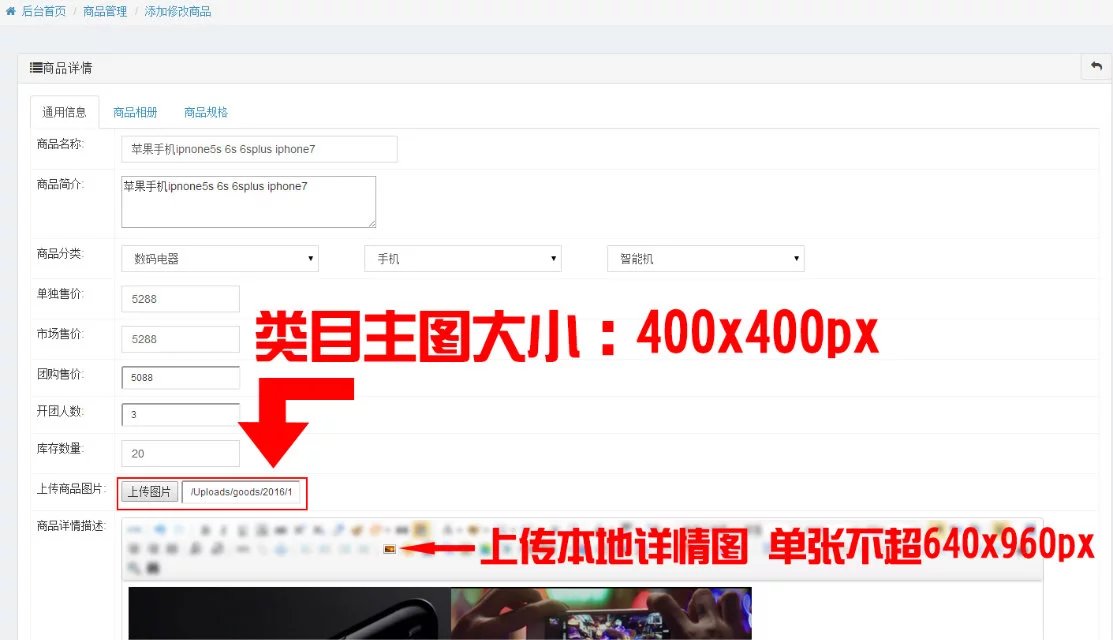 后台首页 / 商品管理 / 添加修改商品
商品详情
通用信息 商品相册 商品规格
商品名称: 苹果手机ipnone5s 6s 6splus iphone7
商品简介: 苹果手机ipnone5s 6s 6splus iphone7
商品分类: 数码电器 手机 智能机
单独售价: 5288
市场售价: 5288
类目主图大小：400x400px
团购售价: 5088
开团人数: 3
库存数量: 20
上传商品图片: 上传图片 /Uploads/goods/2016/1
商品详情描述:
上传本地详情图 单张不超640x960px